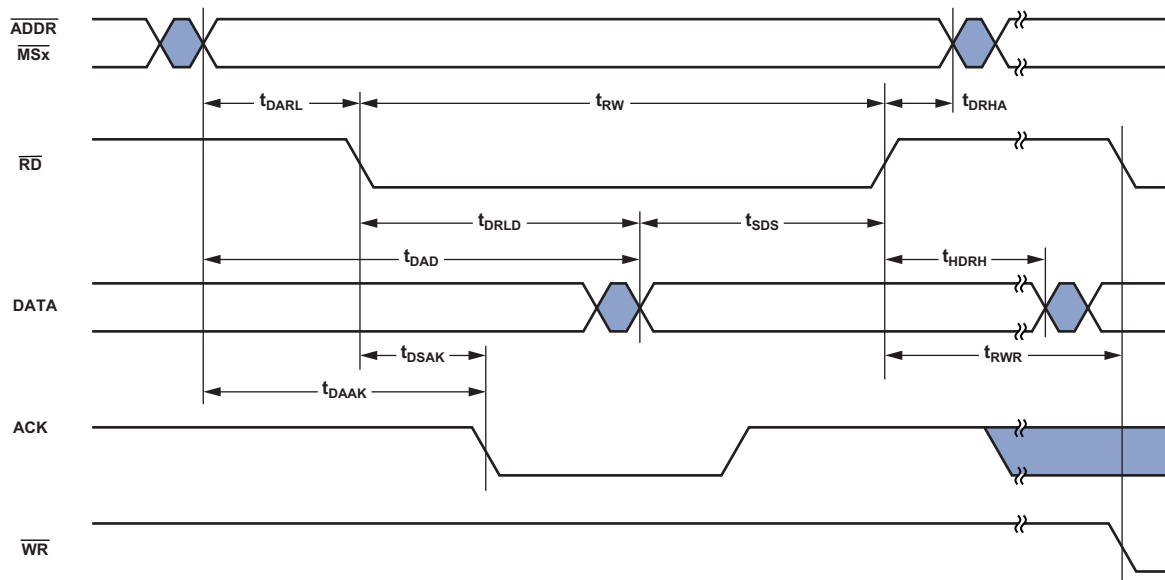 ADDR
MSx
tDARL
tRW
tDRHA
RD
tDRLD
tSDS
tDAD
tHDRH
DATA
tDSAK
tRWR
tDAAK
ACK
WR